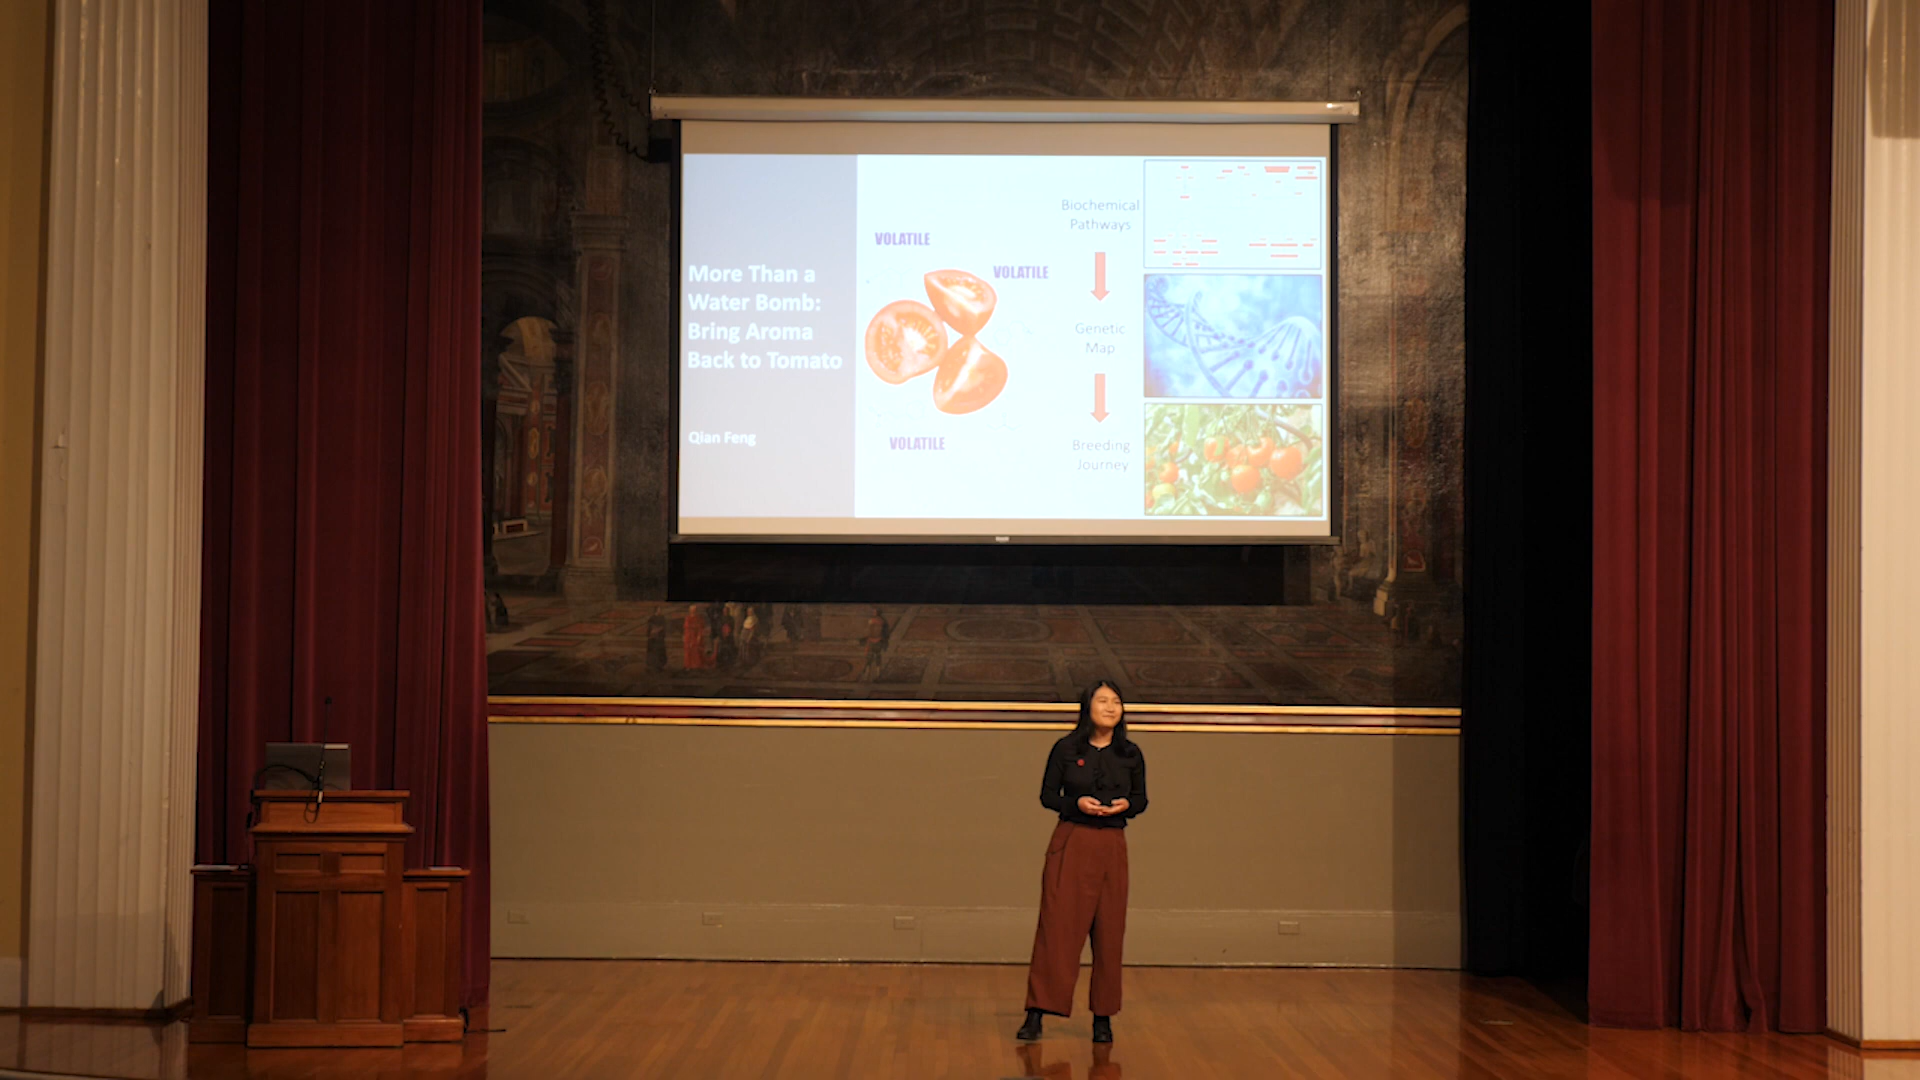 More Than a
Water Bomb:
Bring Aroma
Back to Tomato
Qian Feng
VOLATILE
VOLATILE
VOLATILE
Biochemical
Pathways
Genetic
Map
Breeding
Journey